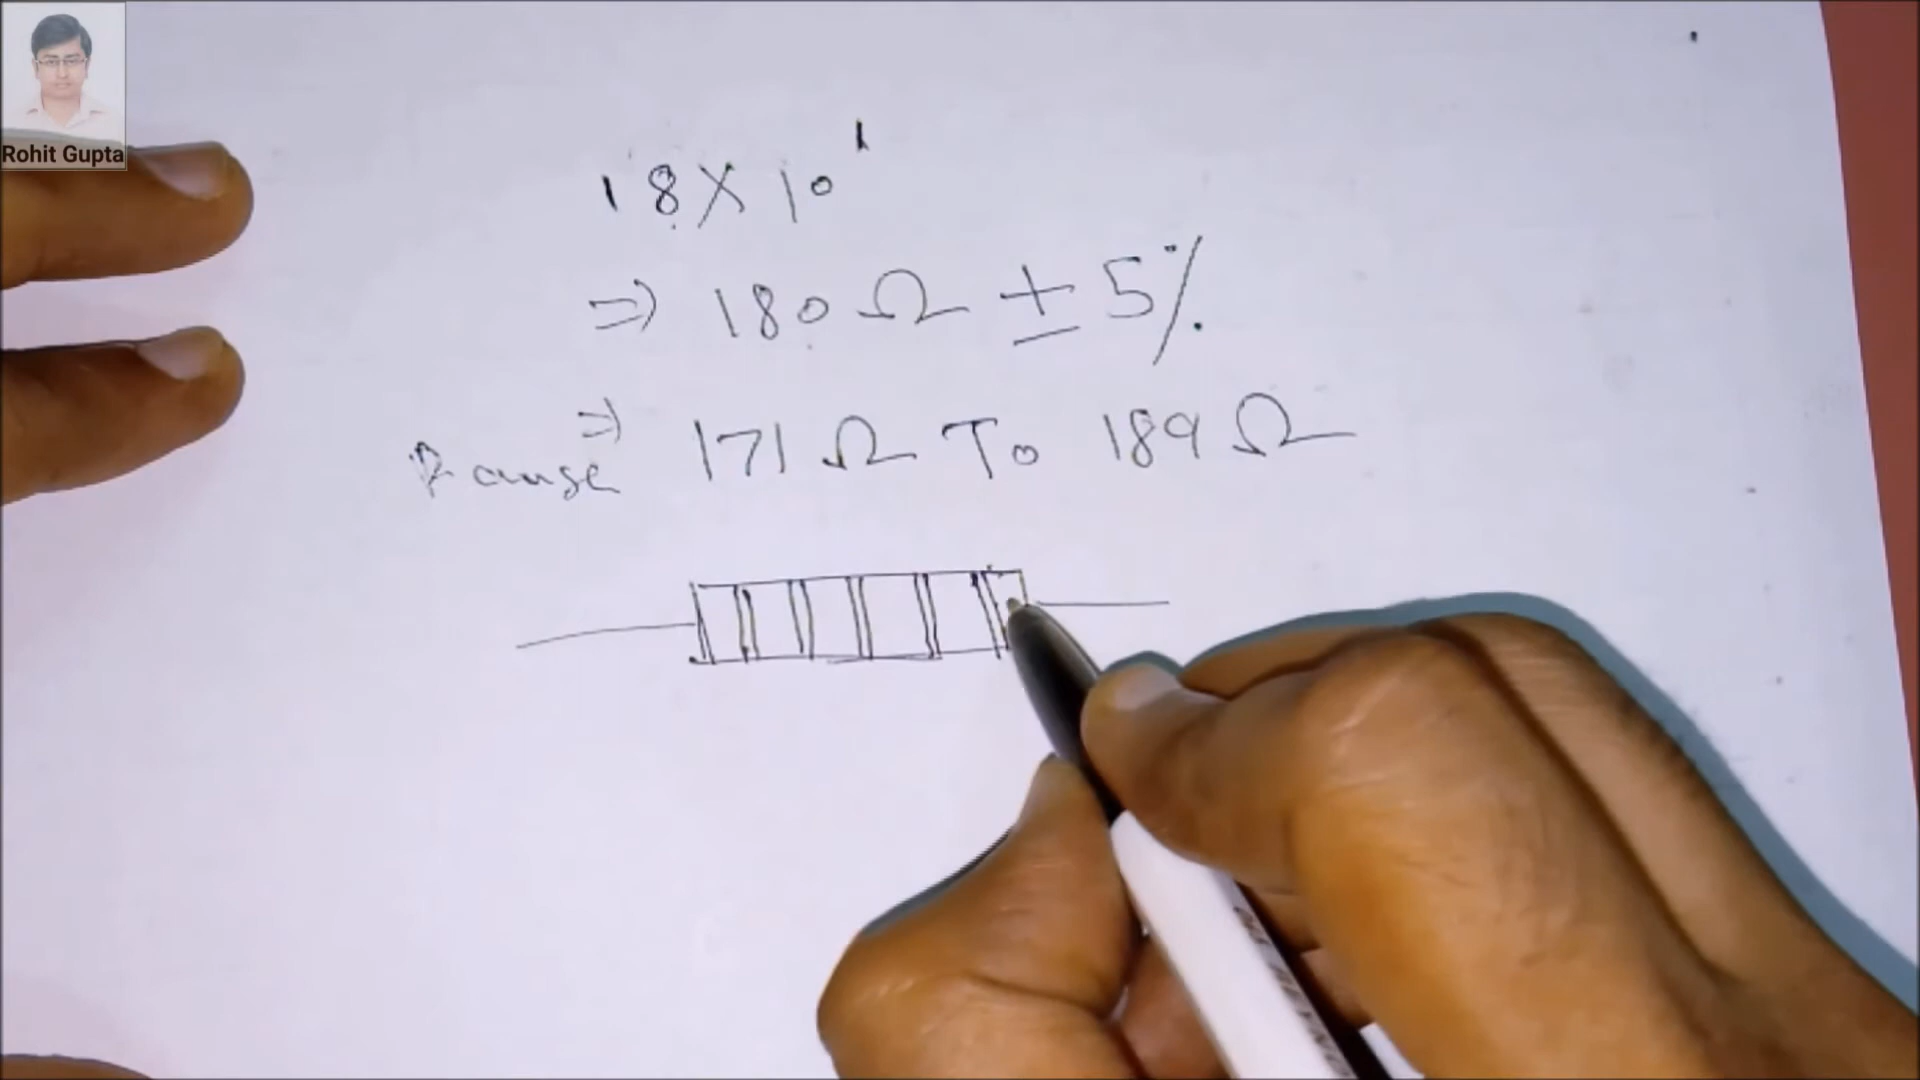 Rohit Gupta
18 X 10¹
=> 180 Ω ± 5%
=> 171 Ω To 189 Ω
Range